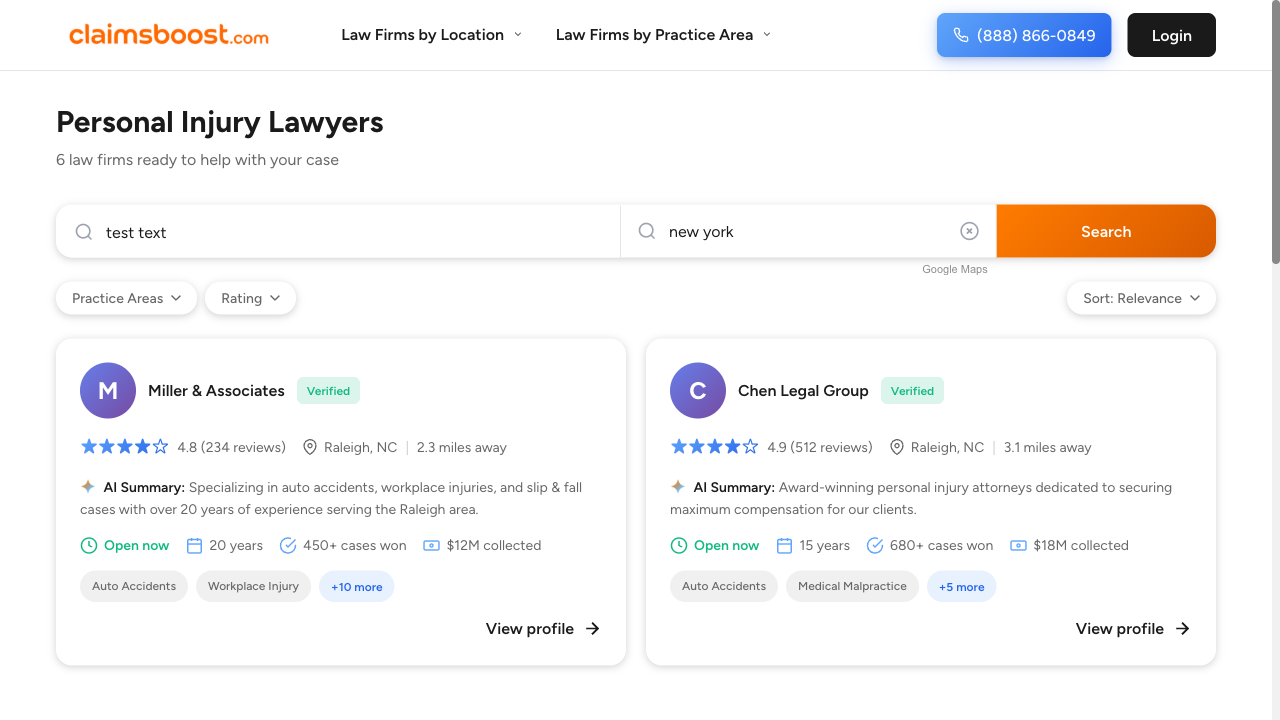 claimsboost.com
Law Firms by Location
Law Firms by Practice Area
(888) 866-0849
Login
Personal Injury Lawyers
6 law firms ready to help with your case
test text
new york
Search
Google Maps
Practice Areas
Rating
Sort: Relevance
M
Miller & Associates
Verified
4.8 (234 reviews)
Raleigh, NC | 2.3 miles away
AI Summary: Specializing in auto accidents, workplace injuries, and slip & fall
cases with over 20 years of experience serving the Raleigh area.
Open now
20 years
450+ cases won
$12M collected
Auto Accidents
Workplace Injury
+10 more
View profile
C
Chen Legal Group
Verified
4.9 (512 reviews)
Raleigh, NC | 3.1 miles away
AI Summary: Award-winning personal injury attorneys dedicated to securing
maximum compensation for our clients.
Open now
15 years
680+ cases won
$18M collected
Auto Accidents
Medical Malpractice
+5 more
View profile